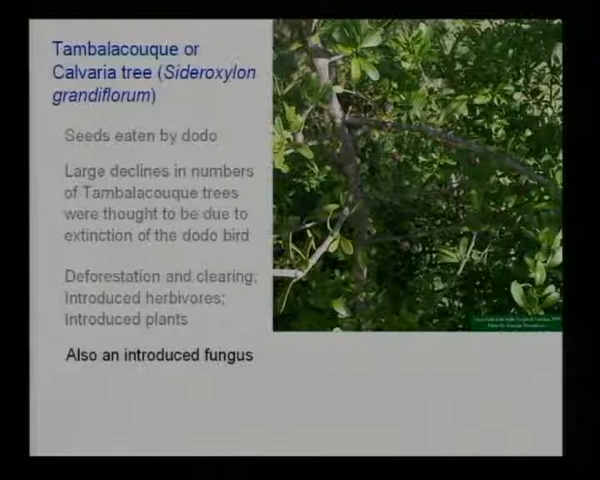 Tambalacouque or
Calvaria tree (Sideroxylon
grandiflorum)
Seeds eaten by dodo
Large declines in numbers
of Tambalacouque trees
were thought to be due to
extinction of the dodo bird
Deforestation and clearing;
Introduced herbivores;
Introduced plants
Also an introduced fungus